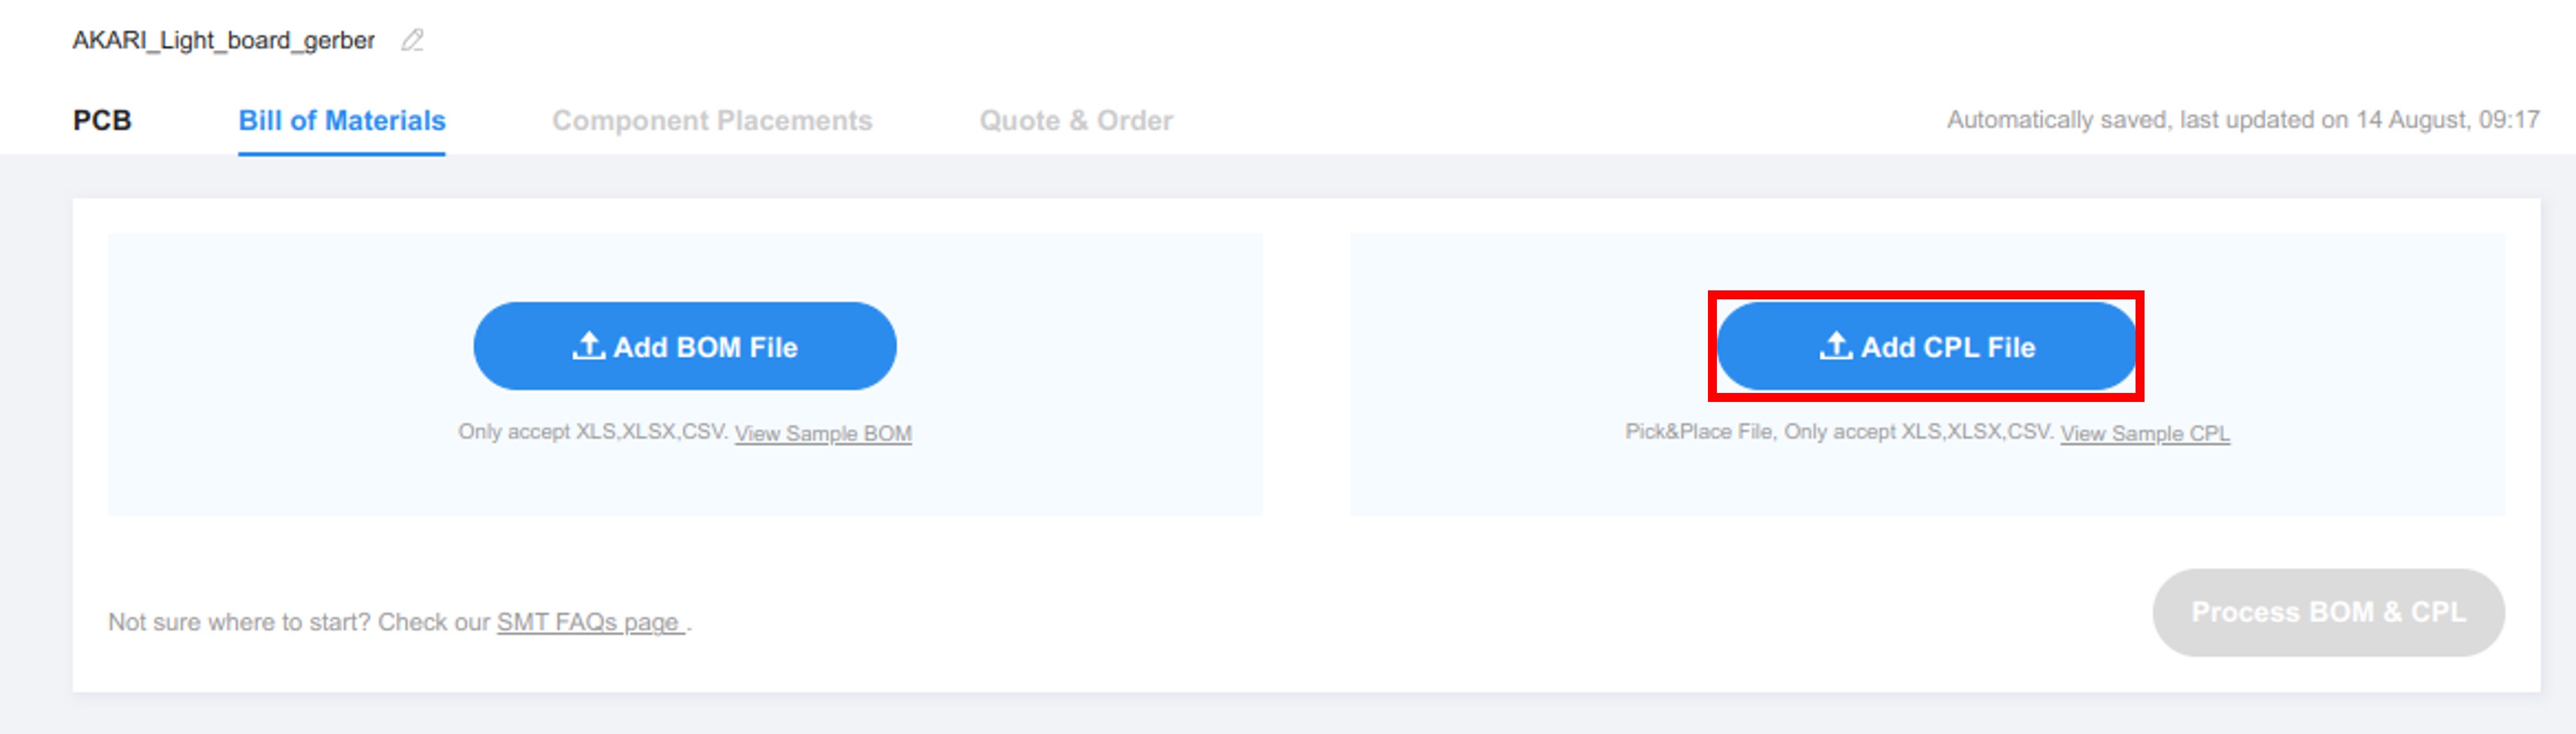 AKARI_Light_board_gerber
PCB Bill of Materials Component Placements Quote & Order Automatically saved, last updated on 14 August, 09:17
Add BOM File
Only accept XLS,XLSX,CSV. View Sample BOM
Add CPL File
Pick&Place File, Only accept XLS,XLSX,CSV. View Sample CPL
Not sure where to start? Check our SMT FAQs page .
Process BOM & CPL